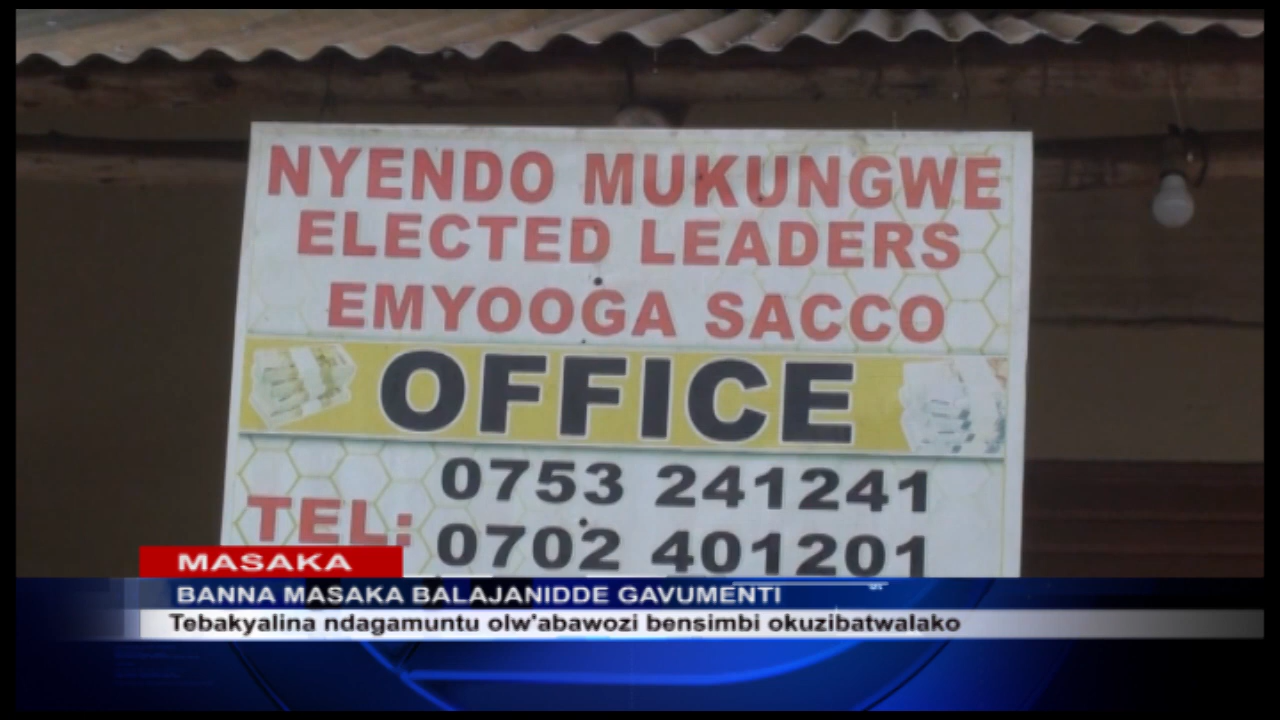 NYENDO MUKUNGWE
ELECTED LEADERS
EMYOOGA SACCO
OFFICE
TEL: 0753 241241
0702 401201
MASAKA
BANNA MASAKA BALAJANIDDE GAVUMENTI
Tebakyalina ndagamuntu olw'abawozi bensimbi okuzibatwalako